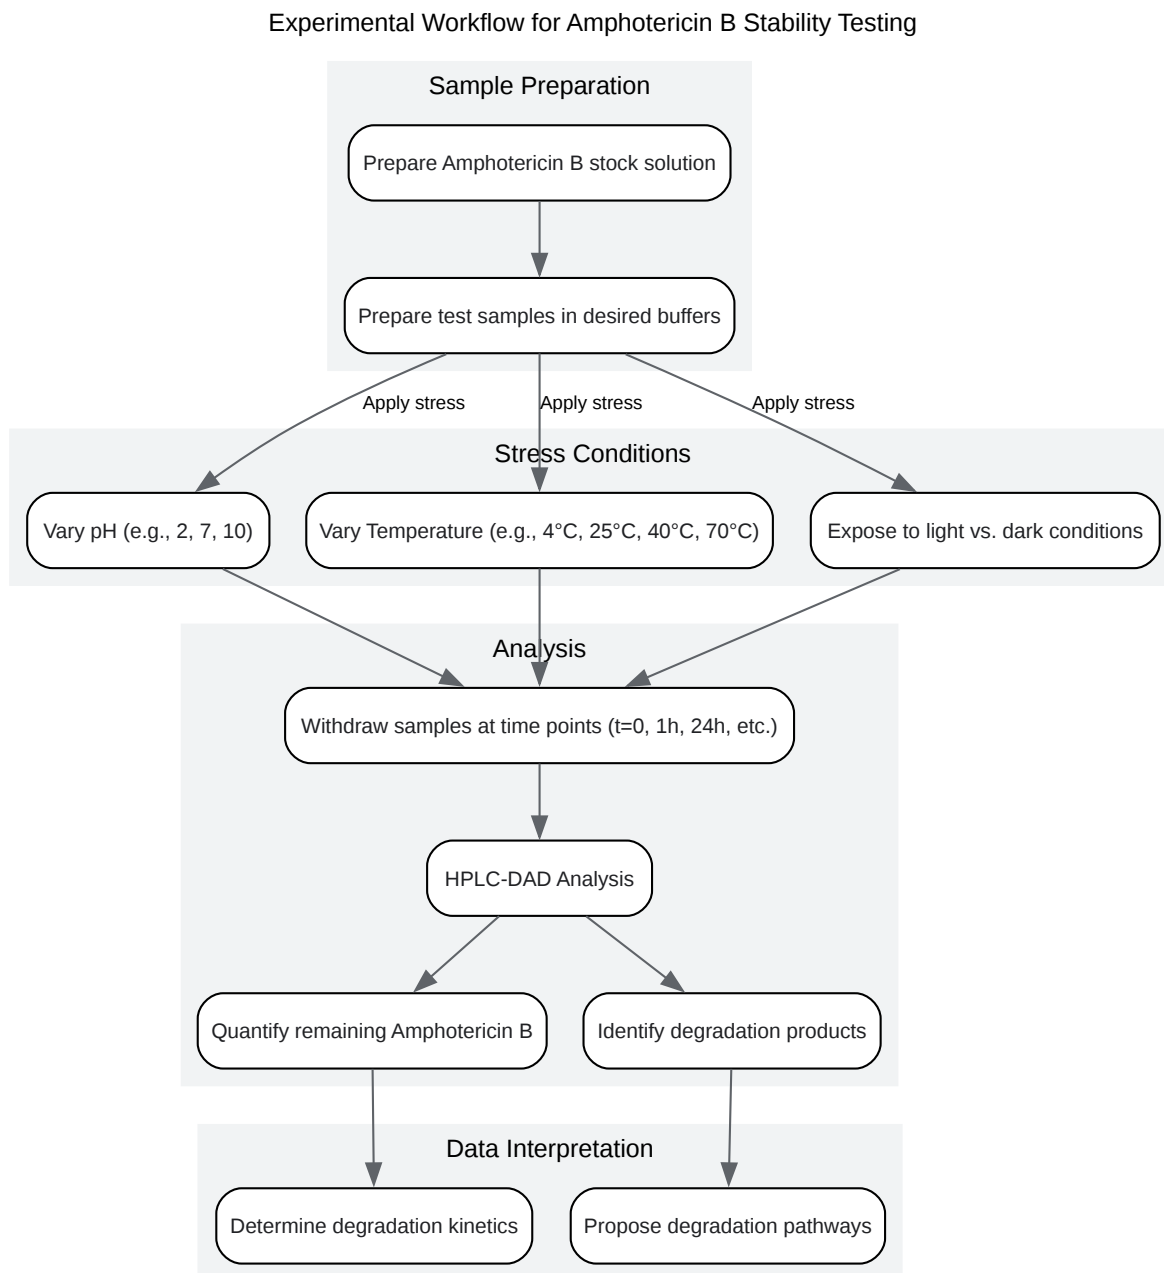 Experimental Workflow for Amphotericin B Stability Testing
Sample Preparation
Prepare Amphotericin B stock solution
Prepare test samples in desired buffers
Apply stress
Apply stress
Apply stress
Stress Conditions
Vary pH (e.g., 2, 7, 10)
Vary Temperature (e.g., 4°C, 25°C, 40°C, 70°C)
Expose to light vs. dark conditions
Analysis
Withdraw samples at time points (t=0, 1h, 24h, etc.)
HPLC-DAD Analysis
Quantify remaining Amphotericin B
Identify degradation products
Data Interpretation
Determine degradation kinetics
Propose degradation pathways